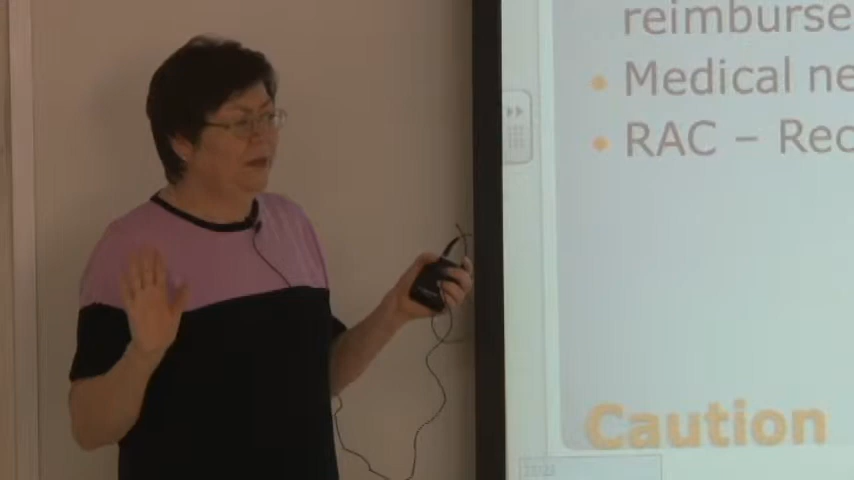 reimburse
• Medical ne
• RAC – Rec
Caution